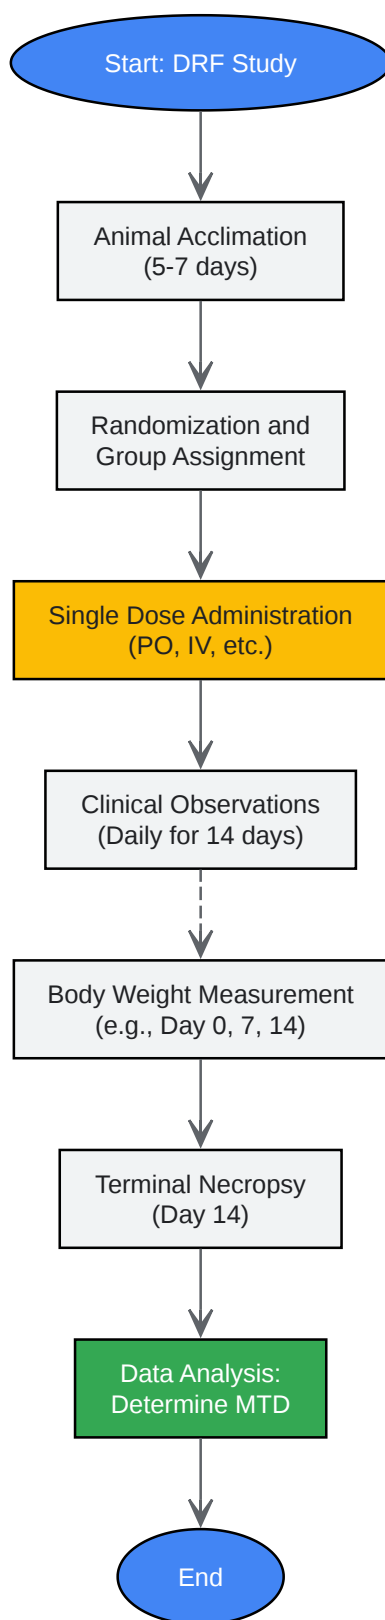 Start: DRF Study
Animal Acclimation
(5-7 days)
Randomization and
Group Assignment
Single Dose Administration
(PO, IV, etc.)
Clinical Observations
(Daily for 14 days)
Body Weight Measurement
(e.g., Day 0, 7, 14)
Terminal Necropsy
(Day 14)
Data Analysis:
Determine MTD
End